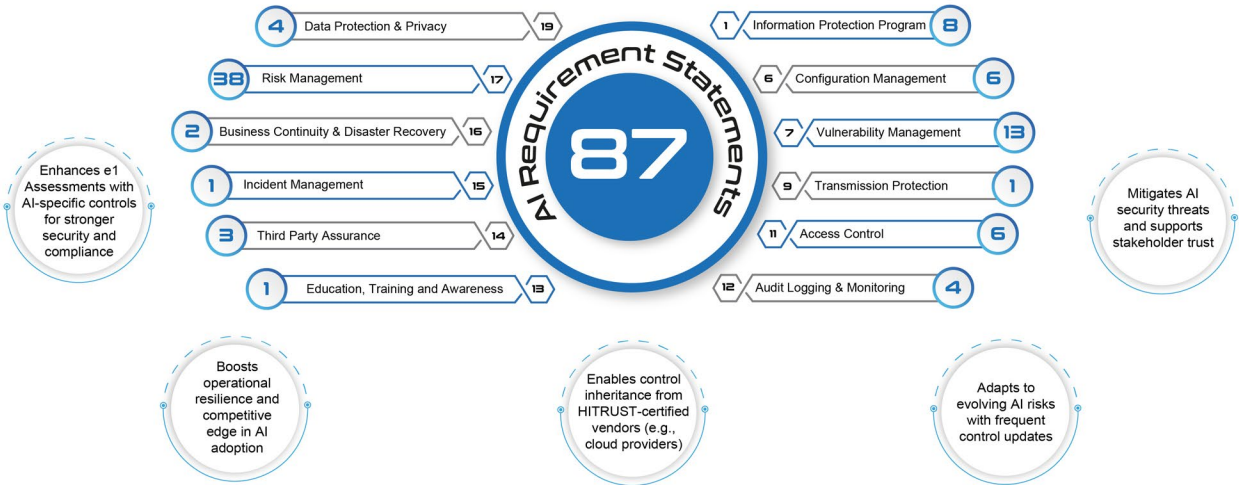 4 Data Protection & Privacy 19
38 Risk Management 17
2 Business Continuity & Disaster Recovery 16
1 Incident Management 15
3 Third Party Assurance 14
1 Education, Training and Awareness 13
AI Requirement Statements
87
1 Information Protection Program 8
6 Configuration Management 6
7 Vulnerability Management 13
9 Transmission Protection 1
11 Access Control 6
12 Audit Logging & Monitoring 4
Enhances e1
Assessments with
AI-specific controls
for stronger
security and
compliance
Mitigates AI
security threats
and supports
stakeholder trust
Boosts
operational
resilience and
competitive
edge in AI
adoption
Enables control
inheritance from
HITRUST-certified
vendors (e.g.,
cloud providers)
Adapts to
evolving AI risks
with frequent
control updates